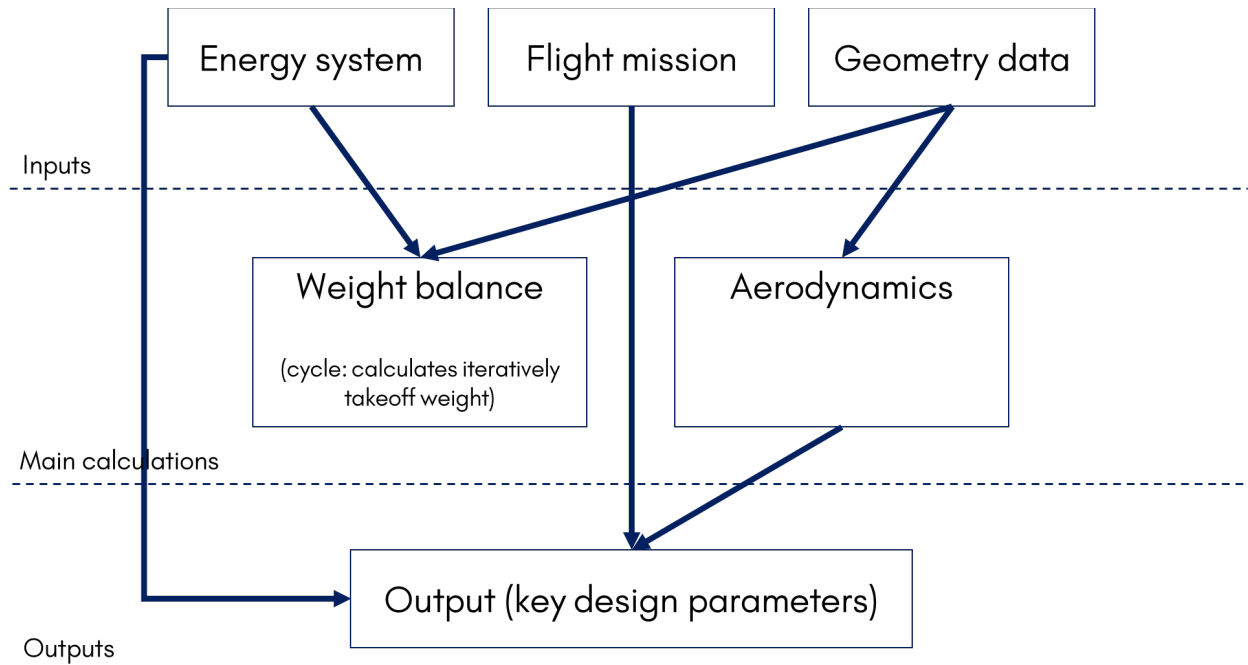 Energy system
Flight mission
Geometry data
Inputs
Weight balance
(cycle: calculates iteratively
takeoff weight)
Aerodynamics
Main calculations
Output (key design parameters)
Outputs